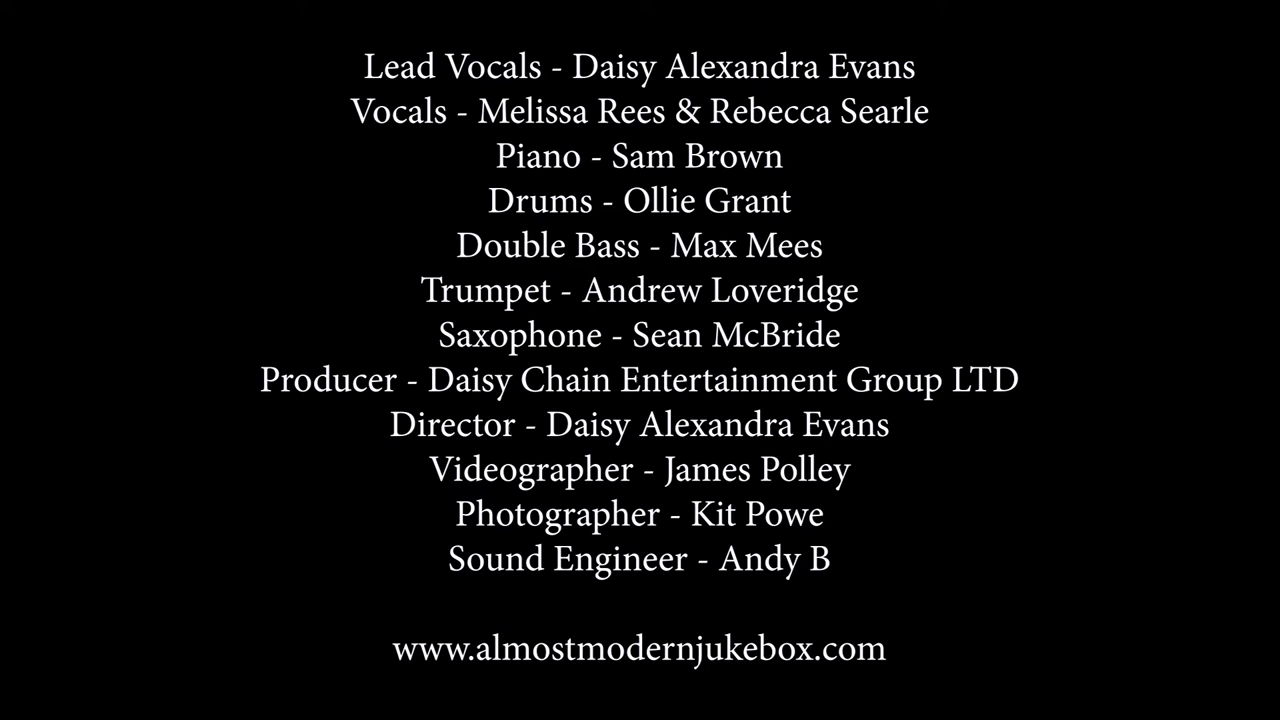 Lead Vocals - Daisy Alexandra Evans
Vocals - Melissa Rees & Rebecca Searle
Piano - Sam Brown
Drums - Ollie Grant
Double Bass - Max Mees
Trumpet - Andrew Loveridge
Saxophone - Sean McBride
Producer - Daisy Chain Entertainment Group LTD
Director - Daisy Alexandra Evans
Videographer - James Polley
Photographer - Kit Powe
Sound Engineer - Andy B
www.almostmodernjukebox.com